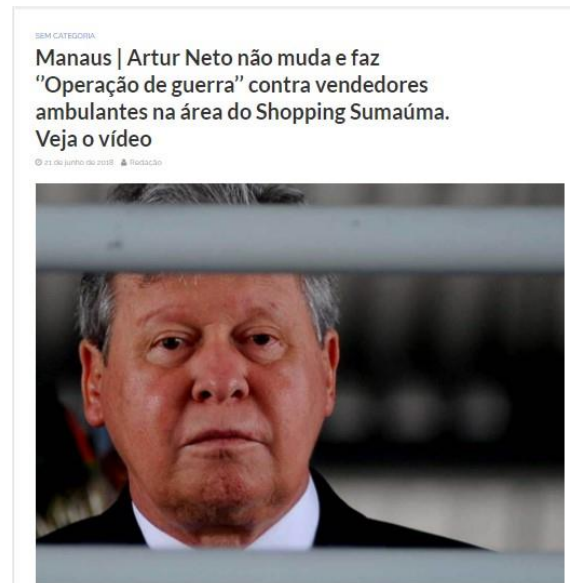 SEM CATEGORIA
Manaus | Artur Neto não muda e faz
‘’Operação de guerra’’ contra vendedores
ambulantes na área do Shopping Sumaúma.
Veja o vídeo
21 de junho de 2018 Redação